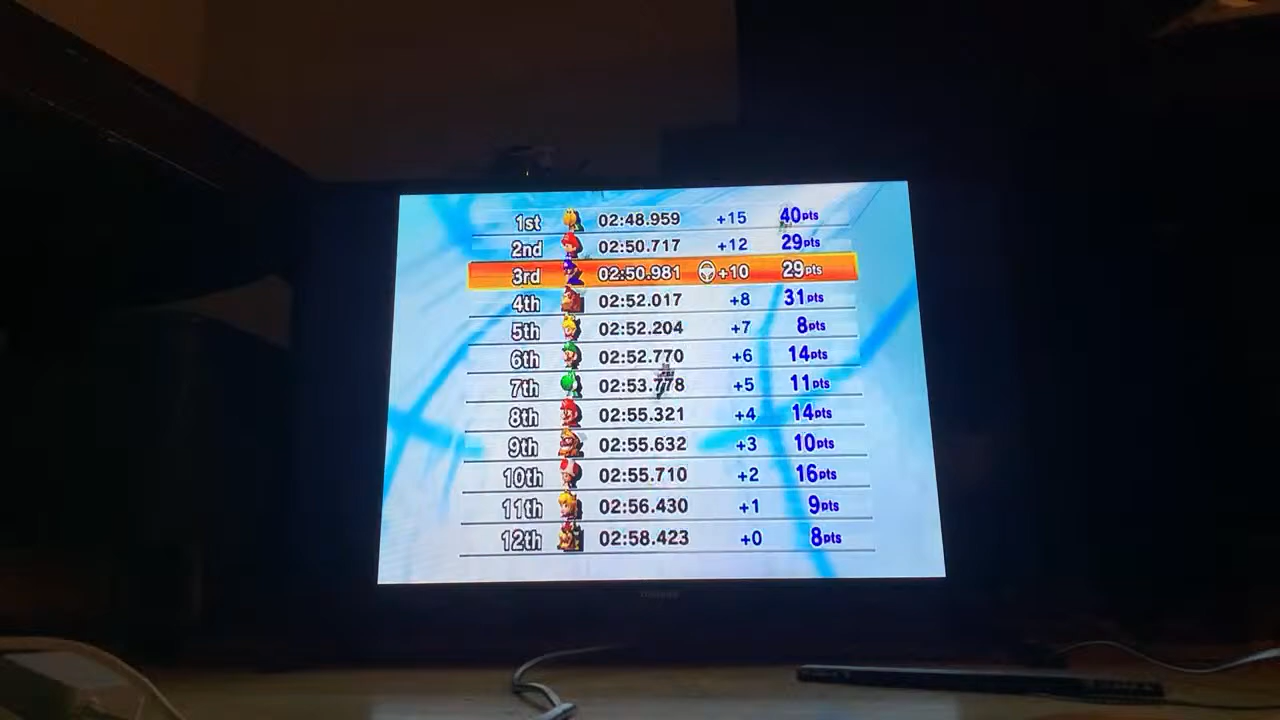 1st 02:48.959 +15 40pts
2nd 02:50.717 +12 29pts
3rd 02:50.981 +10 29pts
4th 02:52.017 +8 31pts
5th 02:52.204 +7 8pts
6th 02:52.770 +6 14pts
7th 02:53.778 +5 11pts
8th 02:55.321 +4 14pts
9th 02:55.632 +3 10pts
10th 02:55.710 +2 16pts
11th 02:56.430 +1 9pts
12th 02:58.423 +0 8pts